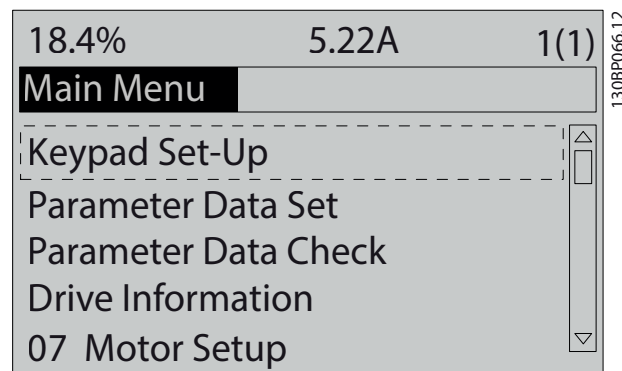 18.4% 5.22A 1(1)
Main Menu
Keypad Set-Up
Parameter Data Set
Parameter Data Check
Drive Information
07 Motor Setup
130BP066.12